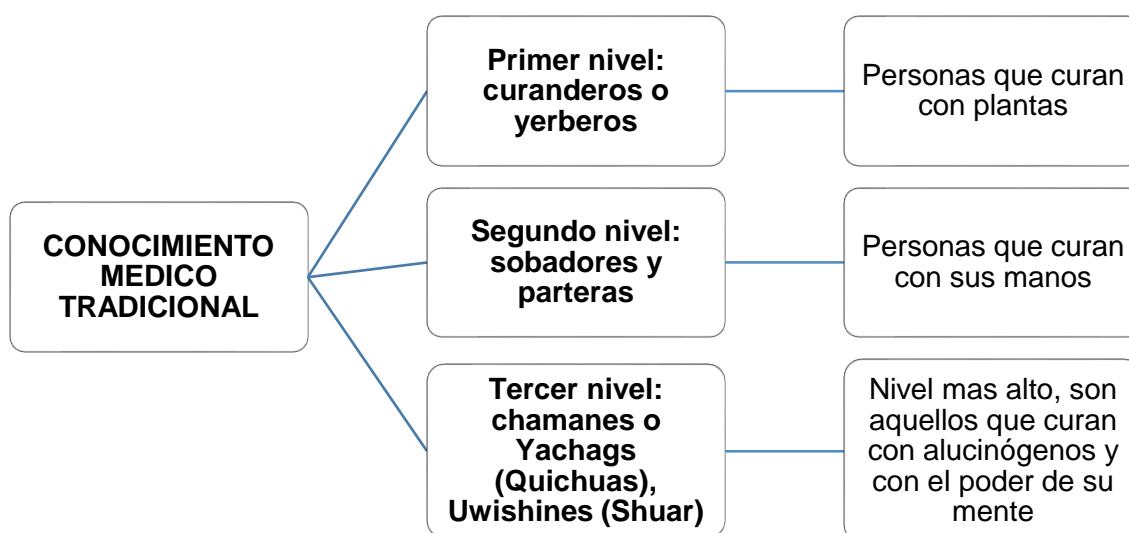 CONOCIMIENTO
MEDICO
TRADICIONAL
Primer nivel:
curanderos o
yerberos
Personas que curan
con plantas
Segundo nivel:
sobadores y
parteras
Personas que curan
con sus manos
Tercer nivel:
chamanes o
Yachags
(Quichuas),
Uwishines (Shuar)
Nivel mas alto, son
aquellos que curan
con alucinógenos y
con el poder de su
mente